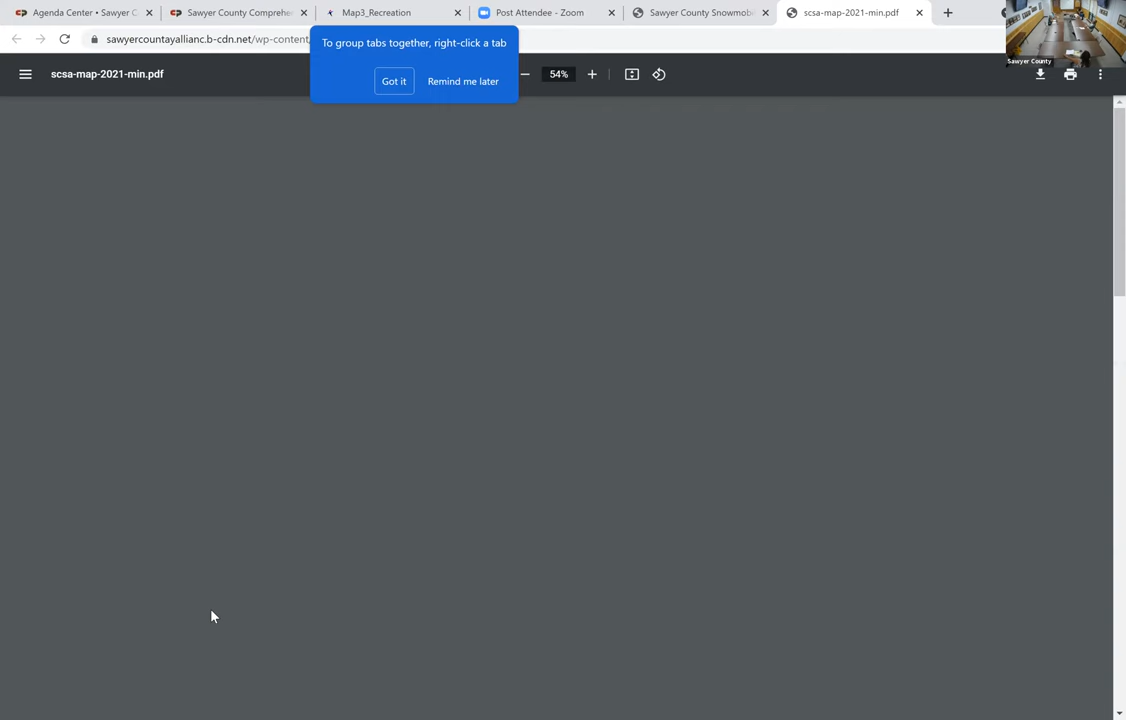 Agenda Center • Sawyer C
Sawyer County Comprehe
Map3_Recreation
Post Attendee - Zoom
Sawyer County Snowmob
scsa-map-2021-min.pdf
sawyercountayallianc.b-cdn.net/wp-content
To group tabs together, right-click a tab
Got it
Remind me later
scsa-map-2021-min.pdf
54%
Sawyer County